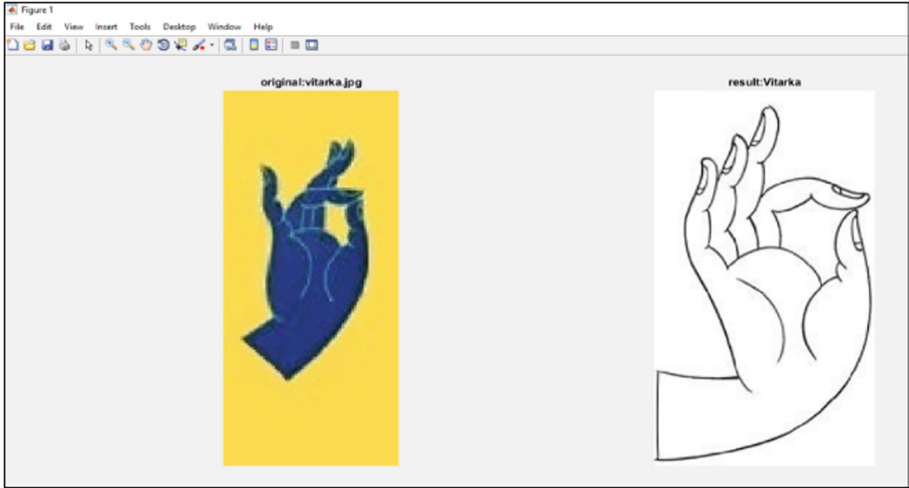 Figure 1
File Edit View Insert Tools Desktop Window Help
original:vitarka.jpg
result:Vitarka